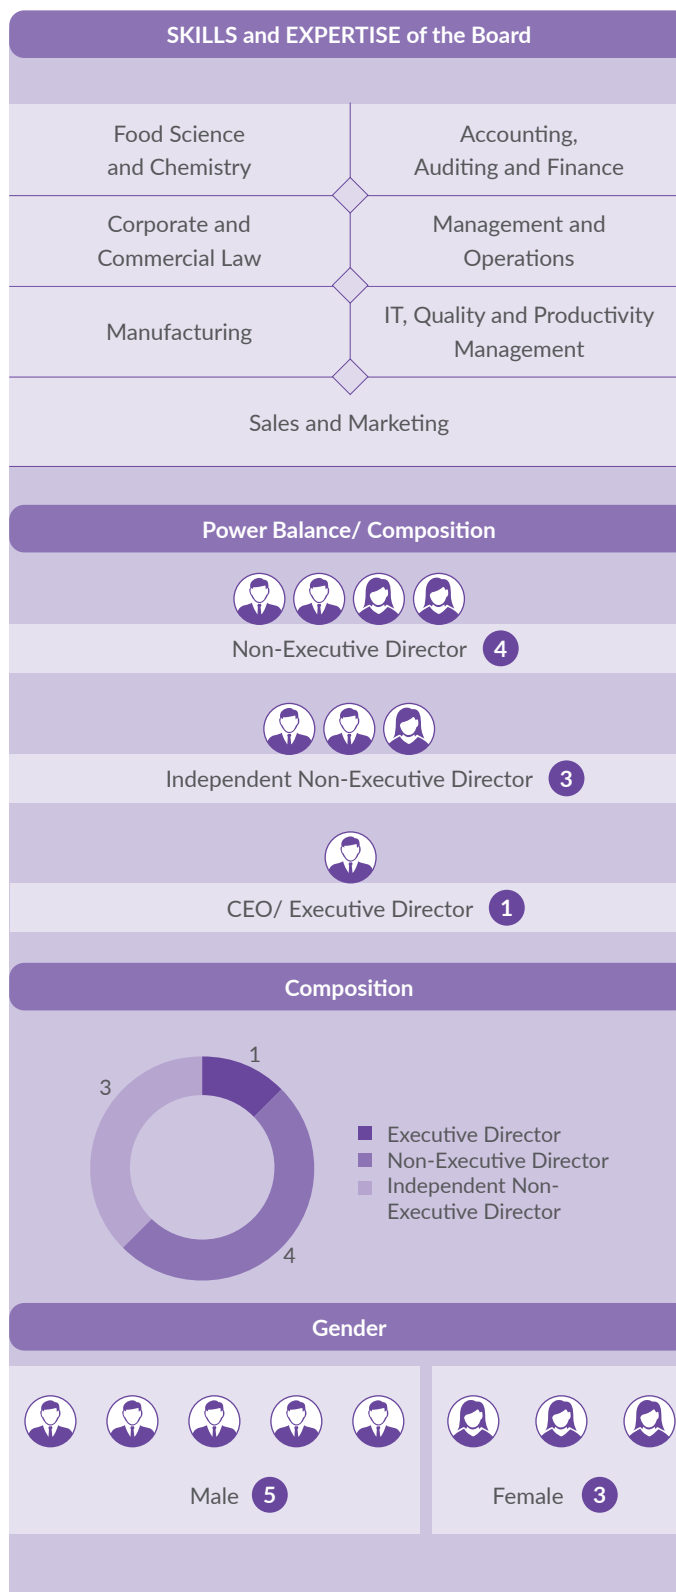 SKILLS and EXPERTISE of the Board
Food Science
and Chemistry
Accounting,
Auditing and Finance
Corporate and
Commercial Law
Management and
Operations
Manufacturing
IT, Quality and Productivity
Management
Sales and Marketing
Power Balance/ Composition
Non-Executive Director 4
Independent Non-Executive Director 3
CEO/ Executive Director 1
Composition
1
3
4
Executive Director
Non-Executive Director
Independent Non-
Executive Director
Gender
Male 5
Female 3